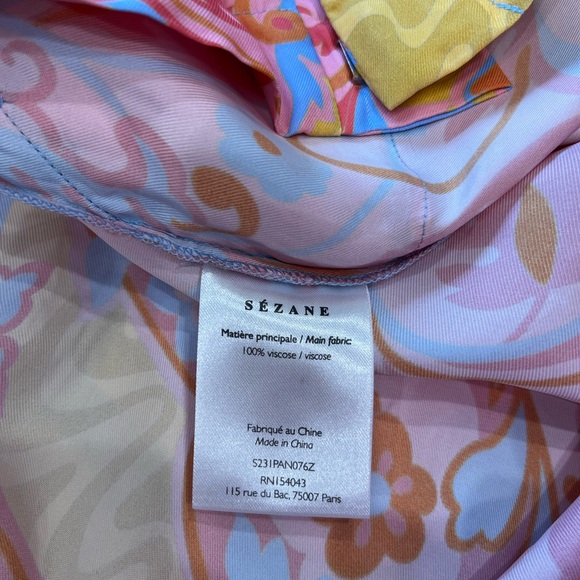 SÉZANE
Matière principale / Main fabric:
100% viscose / viscose
Fabriqué au Chine
Made in China
S231PAN076Z
RN154043
115 rue du Bac, 75007 Paris